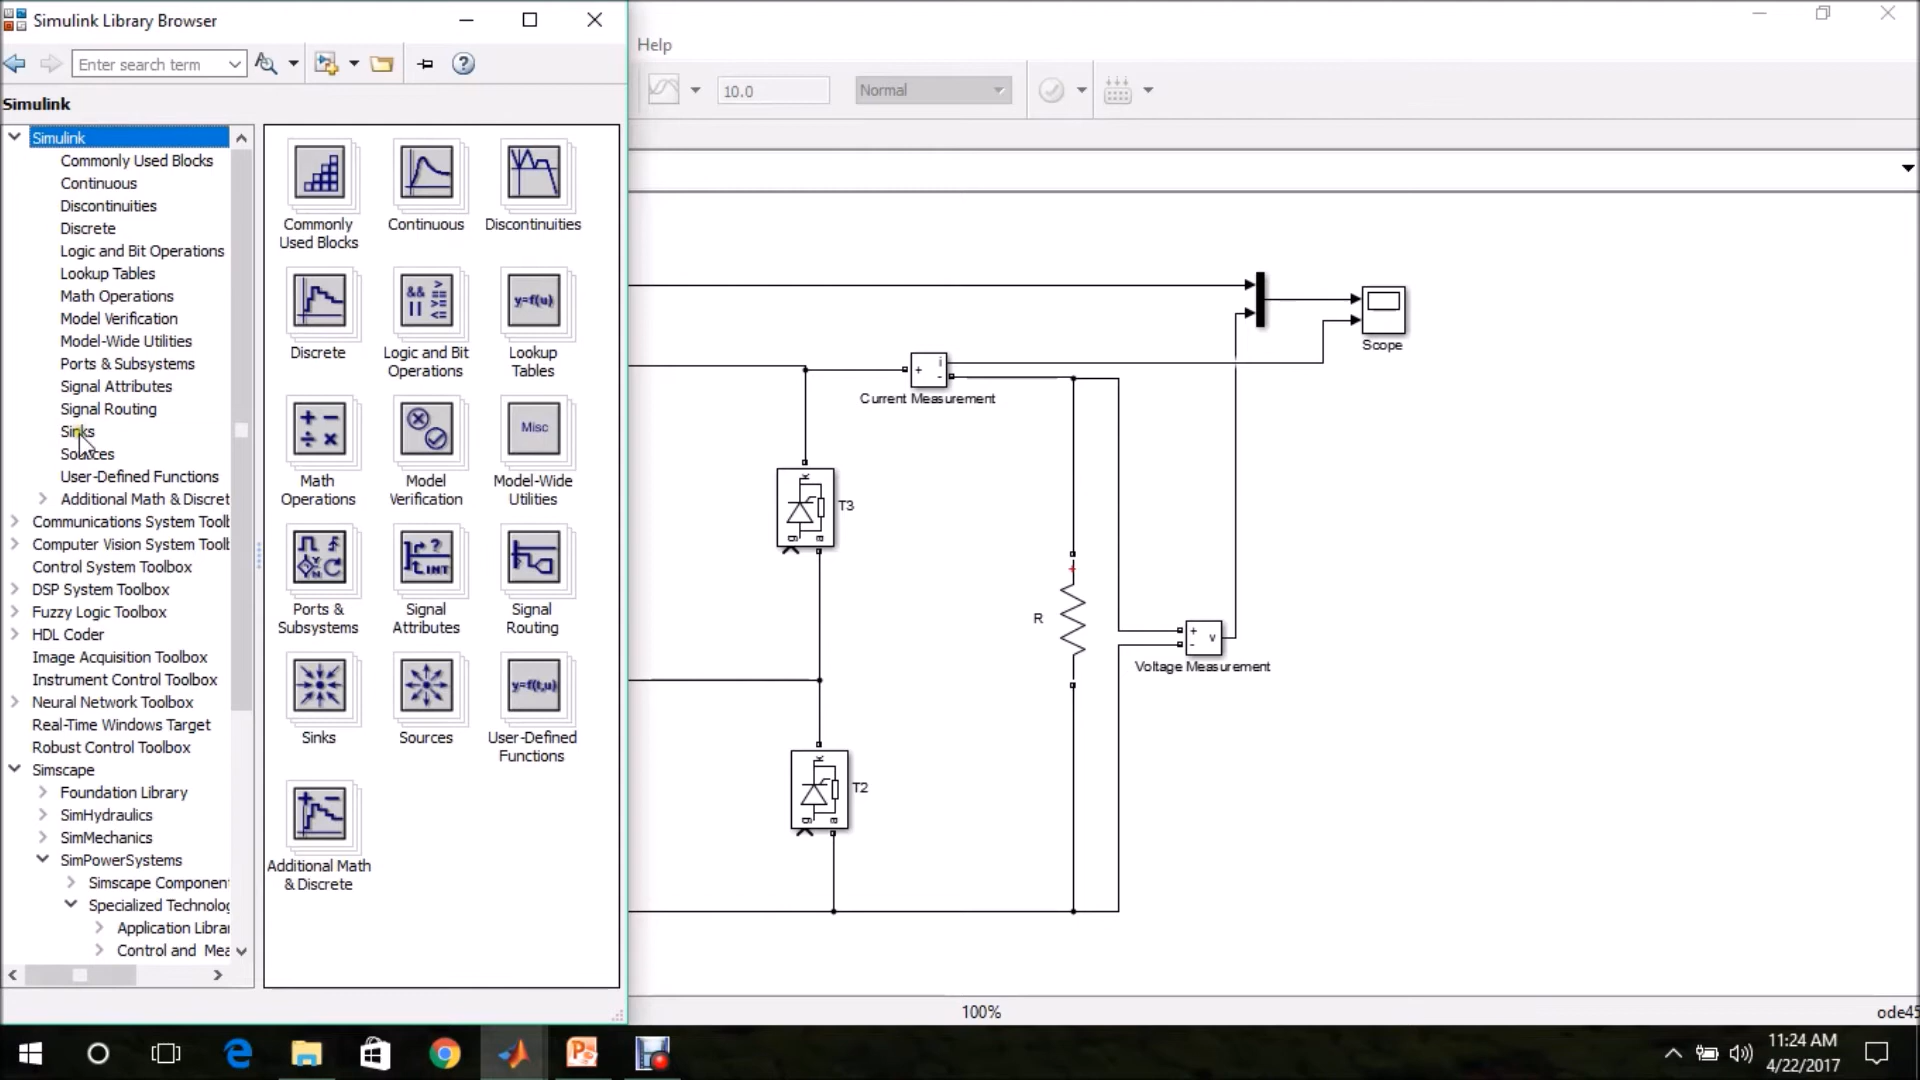 Simulink Library Browser
Enter search term
Simulink
Simulink
Commonly Used Blocks
Continuous
Discontinuities
Discrete
Logic and Bit Operations
Lookup Tables
Math Operations
Model Verification
Model-Wide Utilities
Ports & Subsystems
Signal Attributes
Signal Routing
Sinks
Sources
User-Defined Functions
Additional Math & Discret
Communications System Toolb
Computer Vision System Toolb
Control System Toolbox
DSP System Toolbox
Fuzzy Logic Toolbox
HDL Coder
Image Acquisition Toolbox
Instrument Control Toolbox
Neural Network Toolbox
Real-Time Windows Target
Robust Control Toolbox
Simscape
Foundation Library
SimHydraulics
SimMechanics
SimPowerSystems
Simscape Component
Specialized Technolog
Application Librar
Control and Mea
Commonly
Used Blocks
Continuous
Discontinuities
&& >
|| ==
<=
y=f(u)
Discrete
Logic and Bit
Operations
Lookup
Tables
+ −
÷ ×
Misc
Math
Operations
Model
Verification
Model-Wide
Utilities
?
INT
Ports &
Subsystems
Signal
Attributes
Signal
Routing
y=f(t,u)
Sinks
Sources
User-Defined
Functions
Additional Math
& Discrete
Help
10.0
Normal
Scope
+ i
-
Current Measurement
k
T3
g a
+
R
+ v
-
Voltage Measurement
k
T2
g a
100%
ode45
11:24 AM
4/22/2017